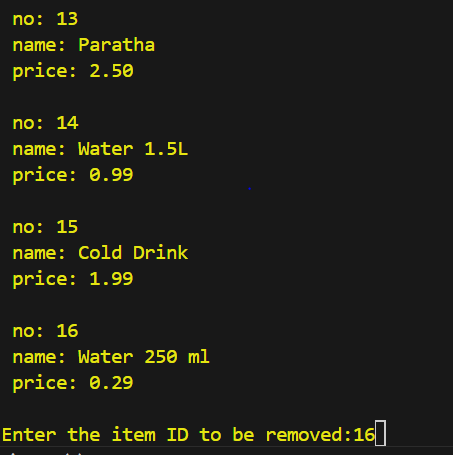 no: 13
name: Paratha
price: 2.50
no: 14
name: Water 1.5L
price: 0.99
no: 15
name: Cold Drink
price: 1.99
no: 16
name: Water 250 ml
price: 0.29
Enter the item ID to be removed:16